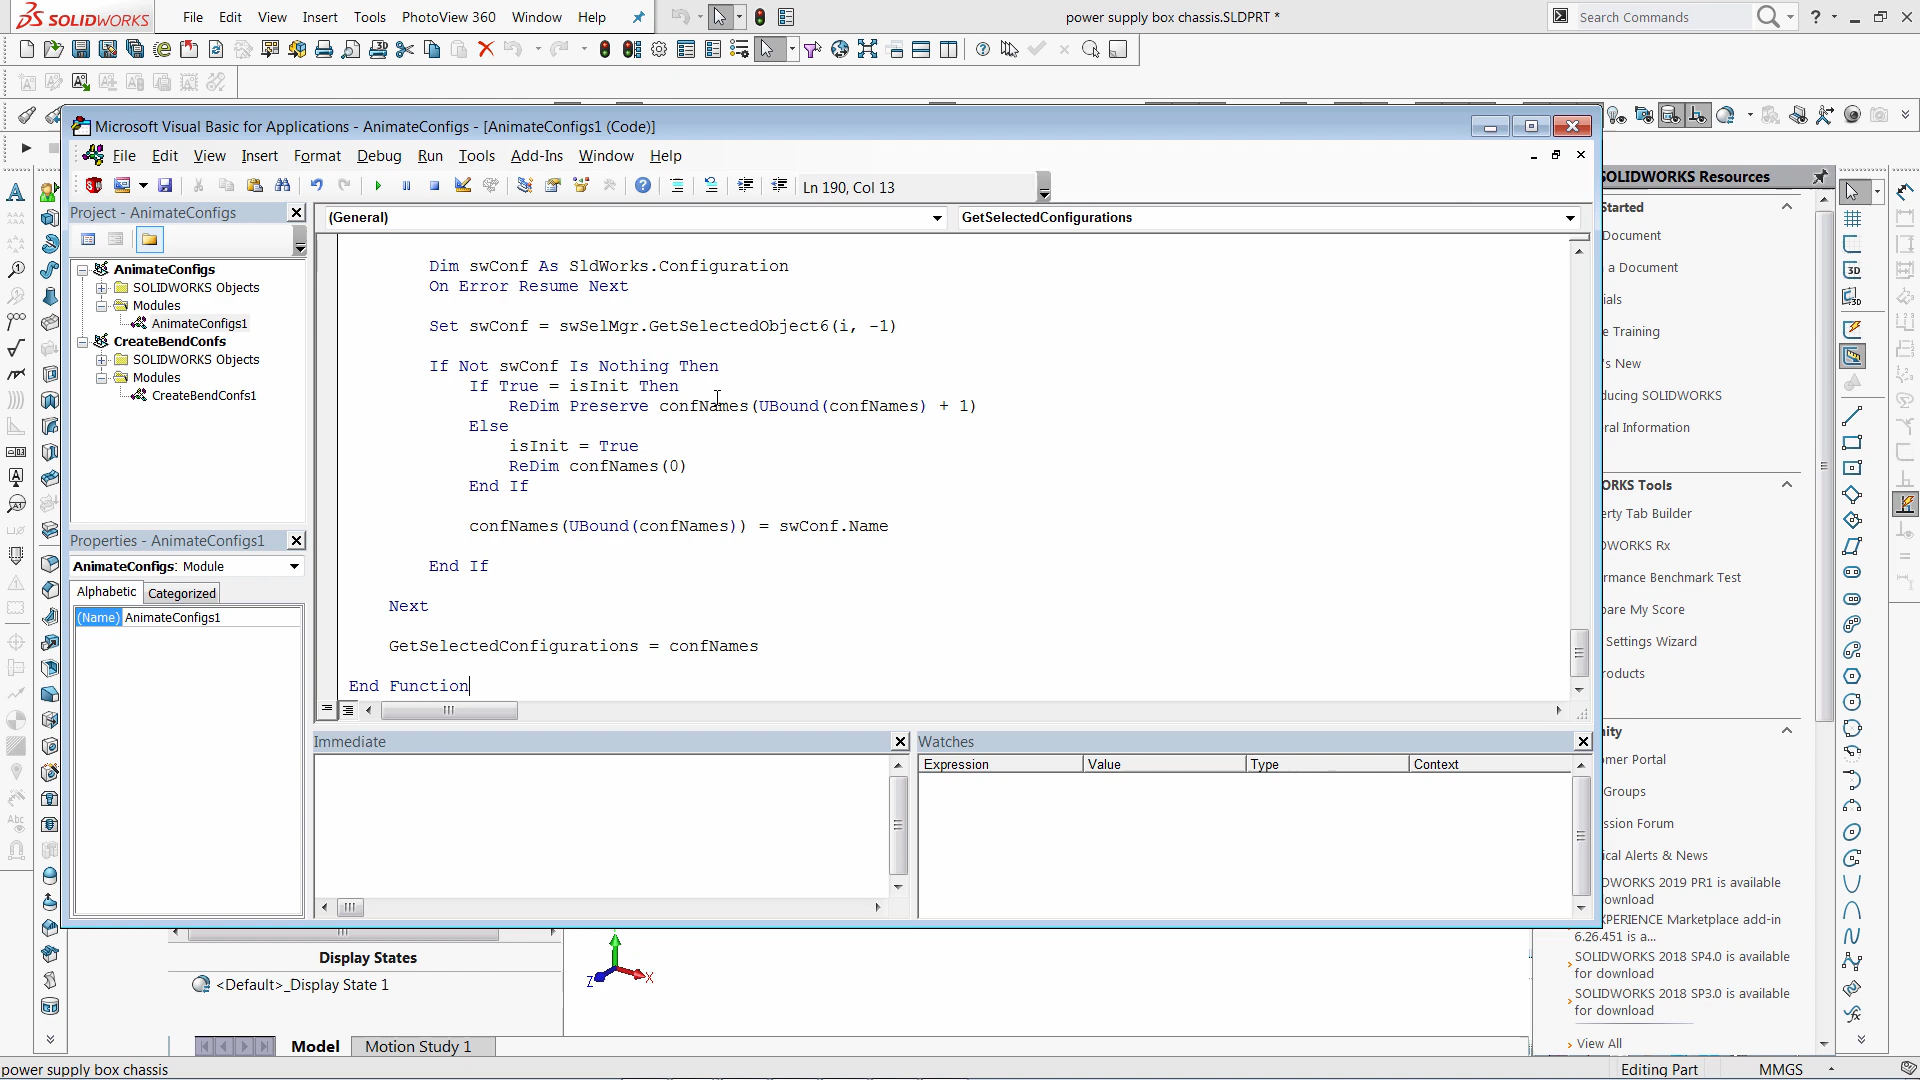 SOLIDWORKS
File Edit View Insert Tools PhotoView 360 Window Help
power supply box chassis.SLDPRT *
Search Commands
Microsoft Visual Basic for Applications - AnimateConfigs - [AnimateConfigs1 (Code)]
File Edit View Insert Format Debug Run Tools Add-Ins Window Help
Ln 190, Col 13
Project - AnimateConfigs
AnimateConfigs
SOLIDWORKS Objects
Modules
AnimateConfigs1
CreateBendConfs
SOLIDWORKS Objects
Modules
CreateBendConfs1
Properties - AnimateConfigs1
AnimateConfigs: Module
Alphabetic Categorized
(Name) AnimateConfigs1
(General)
GetSelectedConfigurations
Dim swConf As SldWorks.Configuration
On Error Resume Next
Set swConf = swSelMgr.GetSelectedObject6(i, -1)
If Not swConf Is Nothing Then
If True = isInit Then
ReDim Preserve confNames(UBound(confNames) + 1)
Else
isInit = True
ReDim confNames(0)
End If
confNames(UBound(confNames)) = swConf.Name
End If
Next
GetSelectedConfigurations = confNames
End Function
Immediate
Watches
Expression Value Type Context
SOLIDWORKS Resources
Started
Document
a Document
ials
e Training
's New
ducing SOLIDWORKS
eral Information
ORKS Tools
erty Tab Builder
OWORKS Rx
rmance Benchmark Test
pare My Score
Settings Wizard
roducts
nity
omer Portal
Groups
ssion Forum
ical Alerts & News
OWORKS 2019 PR1 is available
ownload
EXPERIENCE Marketplace add-in
6.26.451 is a...
SOLIDWORKS 2018 SP4.0 is available
for download
SOLIDWORKS 2018 SP3.0 is available
for download
View All
Display States
<Default>_Display State 1
Z
X
Model Motion Study 1
power supply box chassis
Editing Part
MMGS